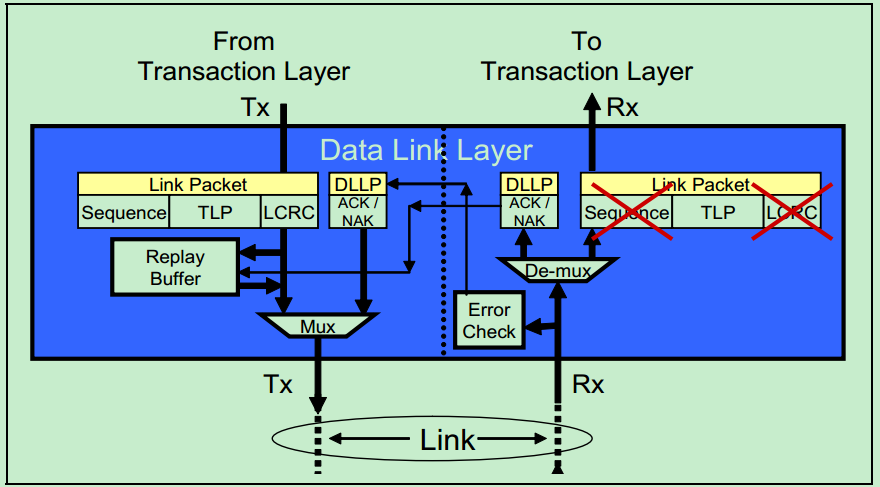 From
Transaction Layer
To
Transaction Layer
Tx
Rx
Data Link Layer
Link Packet
Sequence TLP LCRC
DLLP
ACK /
NAK
DLLP
ACK /
NAK
Link Packet
Sequence TLP LCRC
Replay
Buffer
De-mux
Error
Check
Mux
Tx
Rx
Link